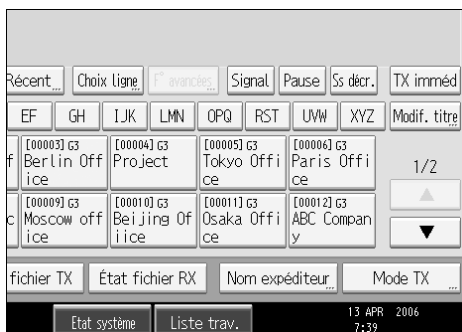 Récent Choix ligne F° avancées Signal Pause Ss décr. TX imméd
EF GH IJK LMN OPQ RST UVW XYZ Modif. titre
[00003] G3 [00004] G3 [00005] G3 [00006] G3
f Berlin Off Project Tokyo Offi Paris Offi 1/2
ice ce ce
[00009] G3 [00010] G3 [00011] G3 [00012] G3
c Moscow off Beijing Of Osaka Offi ABC Compan
ice iice ce y
fichier TX État fichier RX Nom expéditeur Mode TX
Etat système Liste trav. 13 APR 2006
7:39